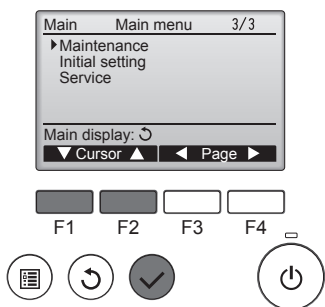 Main Main menu 3/3
Maintenance
Initial setting
Service
Main display:
Cursor Page
F1 F2 F3 F4